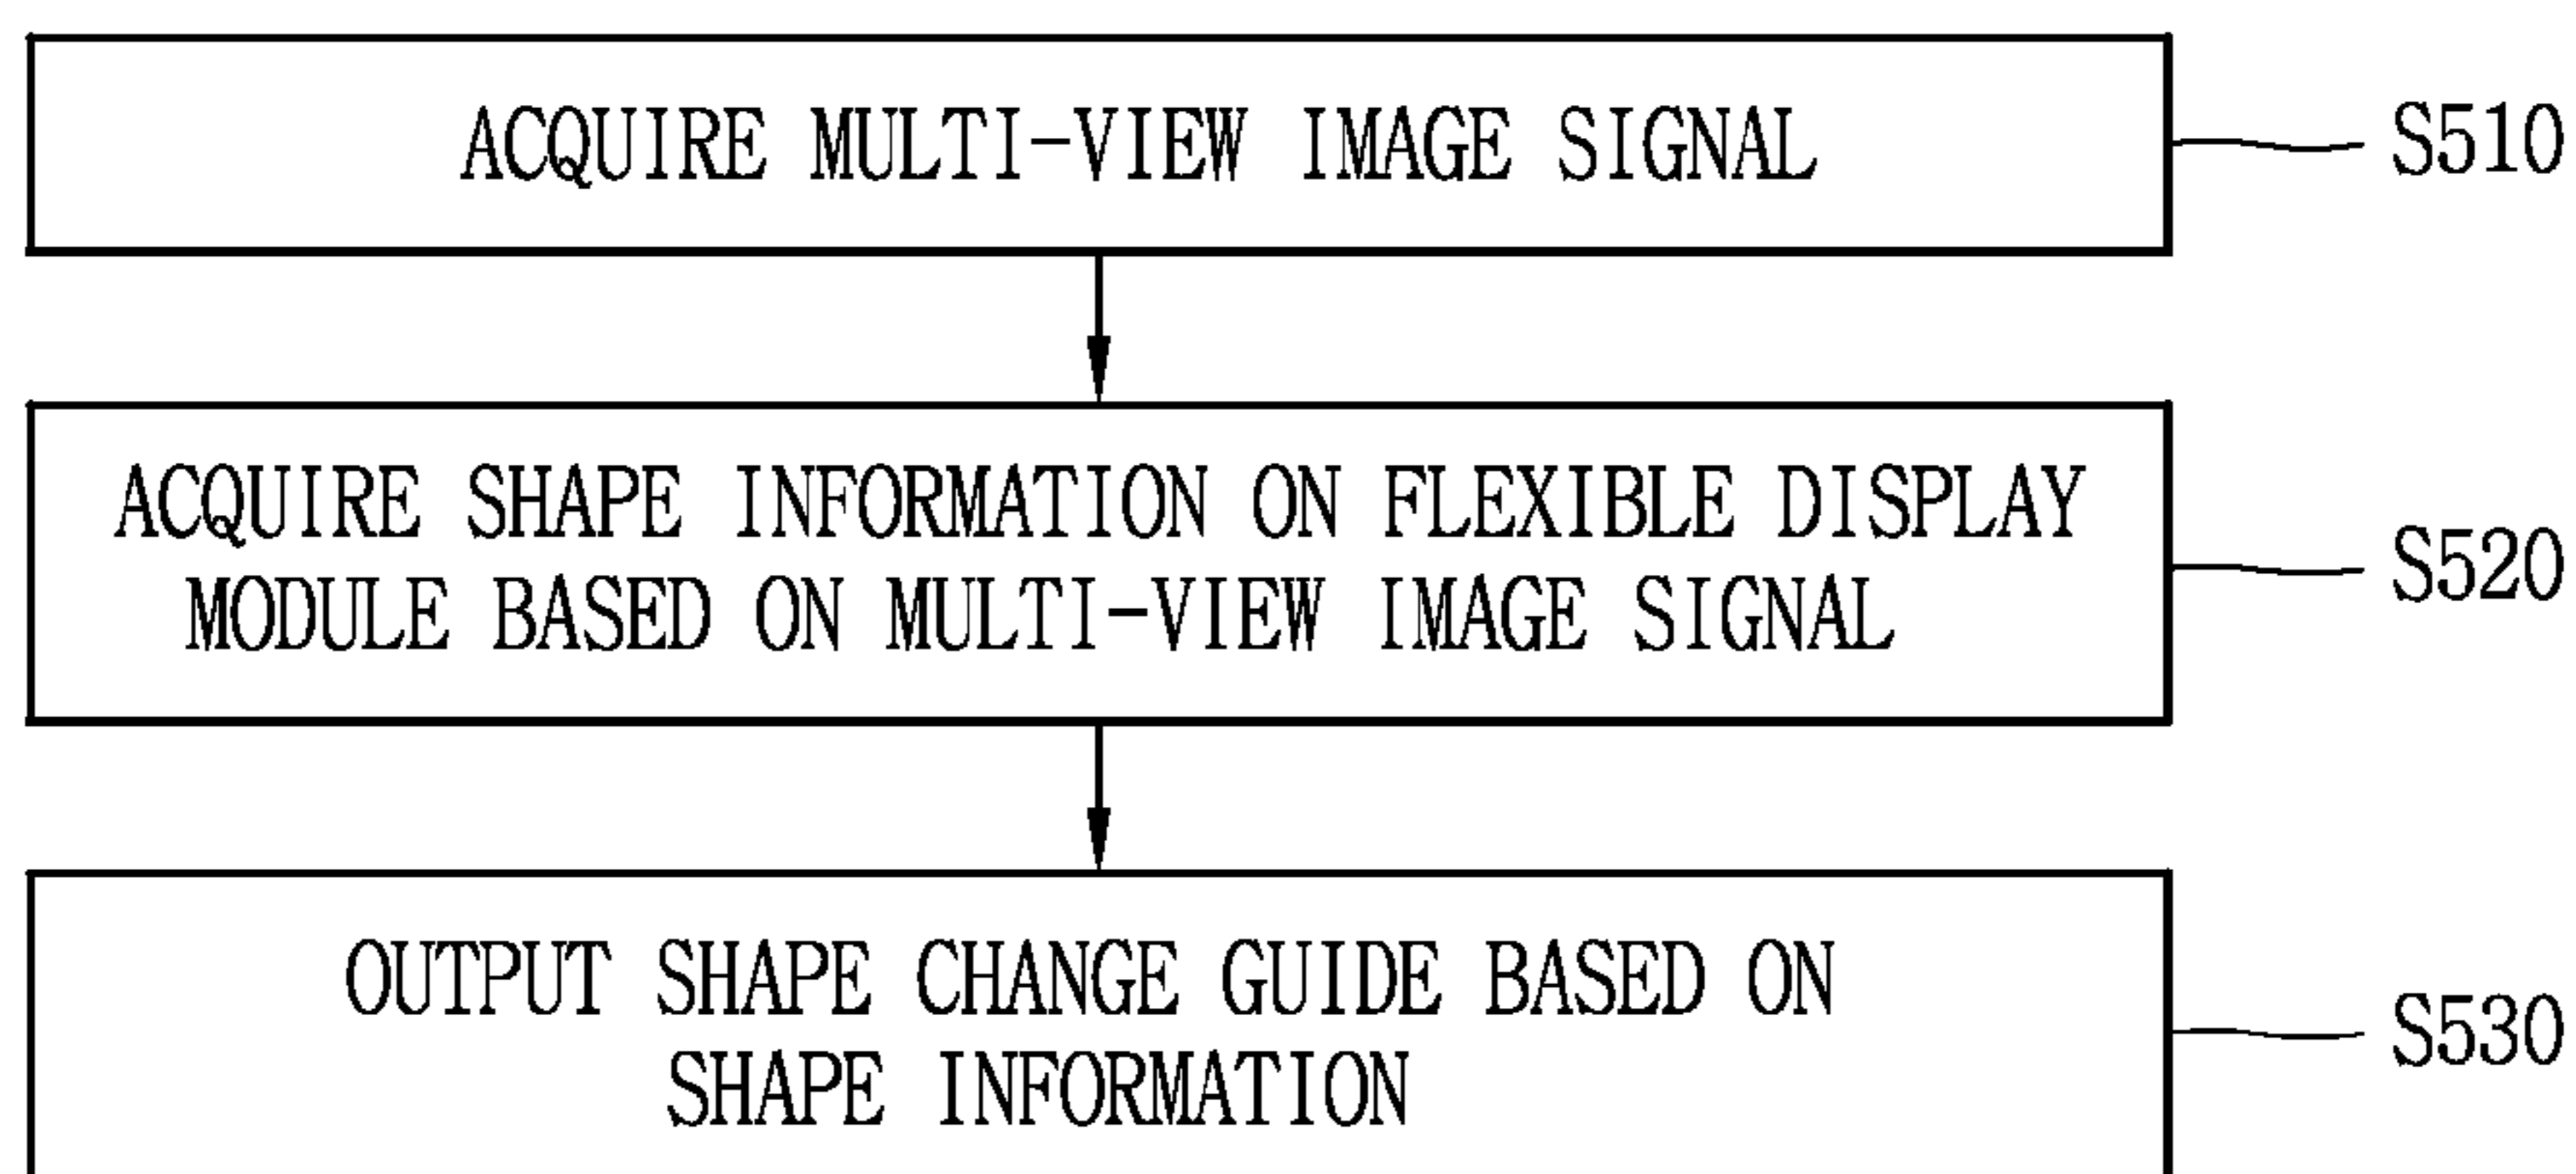 ACQUIRE MULTI-VIEW IMAGE SIGNAL
S510
ACQUIRE SHAPE INFORMATION ON FLEXIBLE DISPLAY
MODULE BASED ON MULTI-VIEW IMAGE SIGNAL
S520
OUTPUT SHAPE CHANGE GUIDE BASED ON
SHAPE INFORMATION
S530